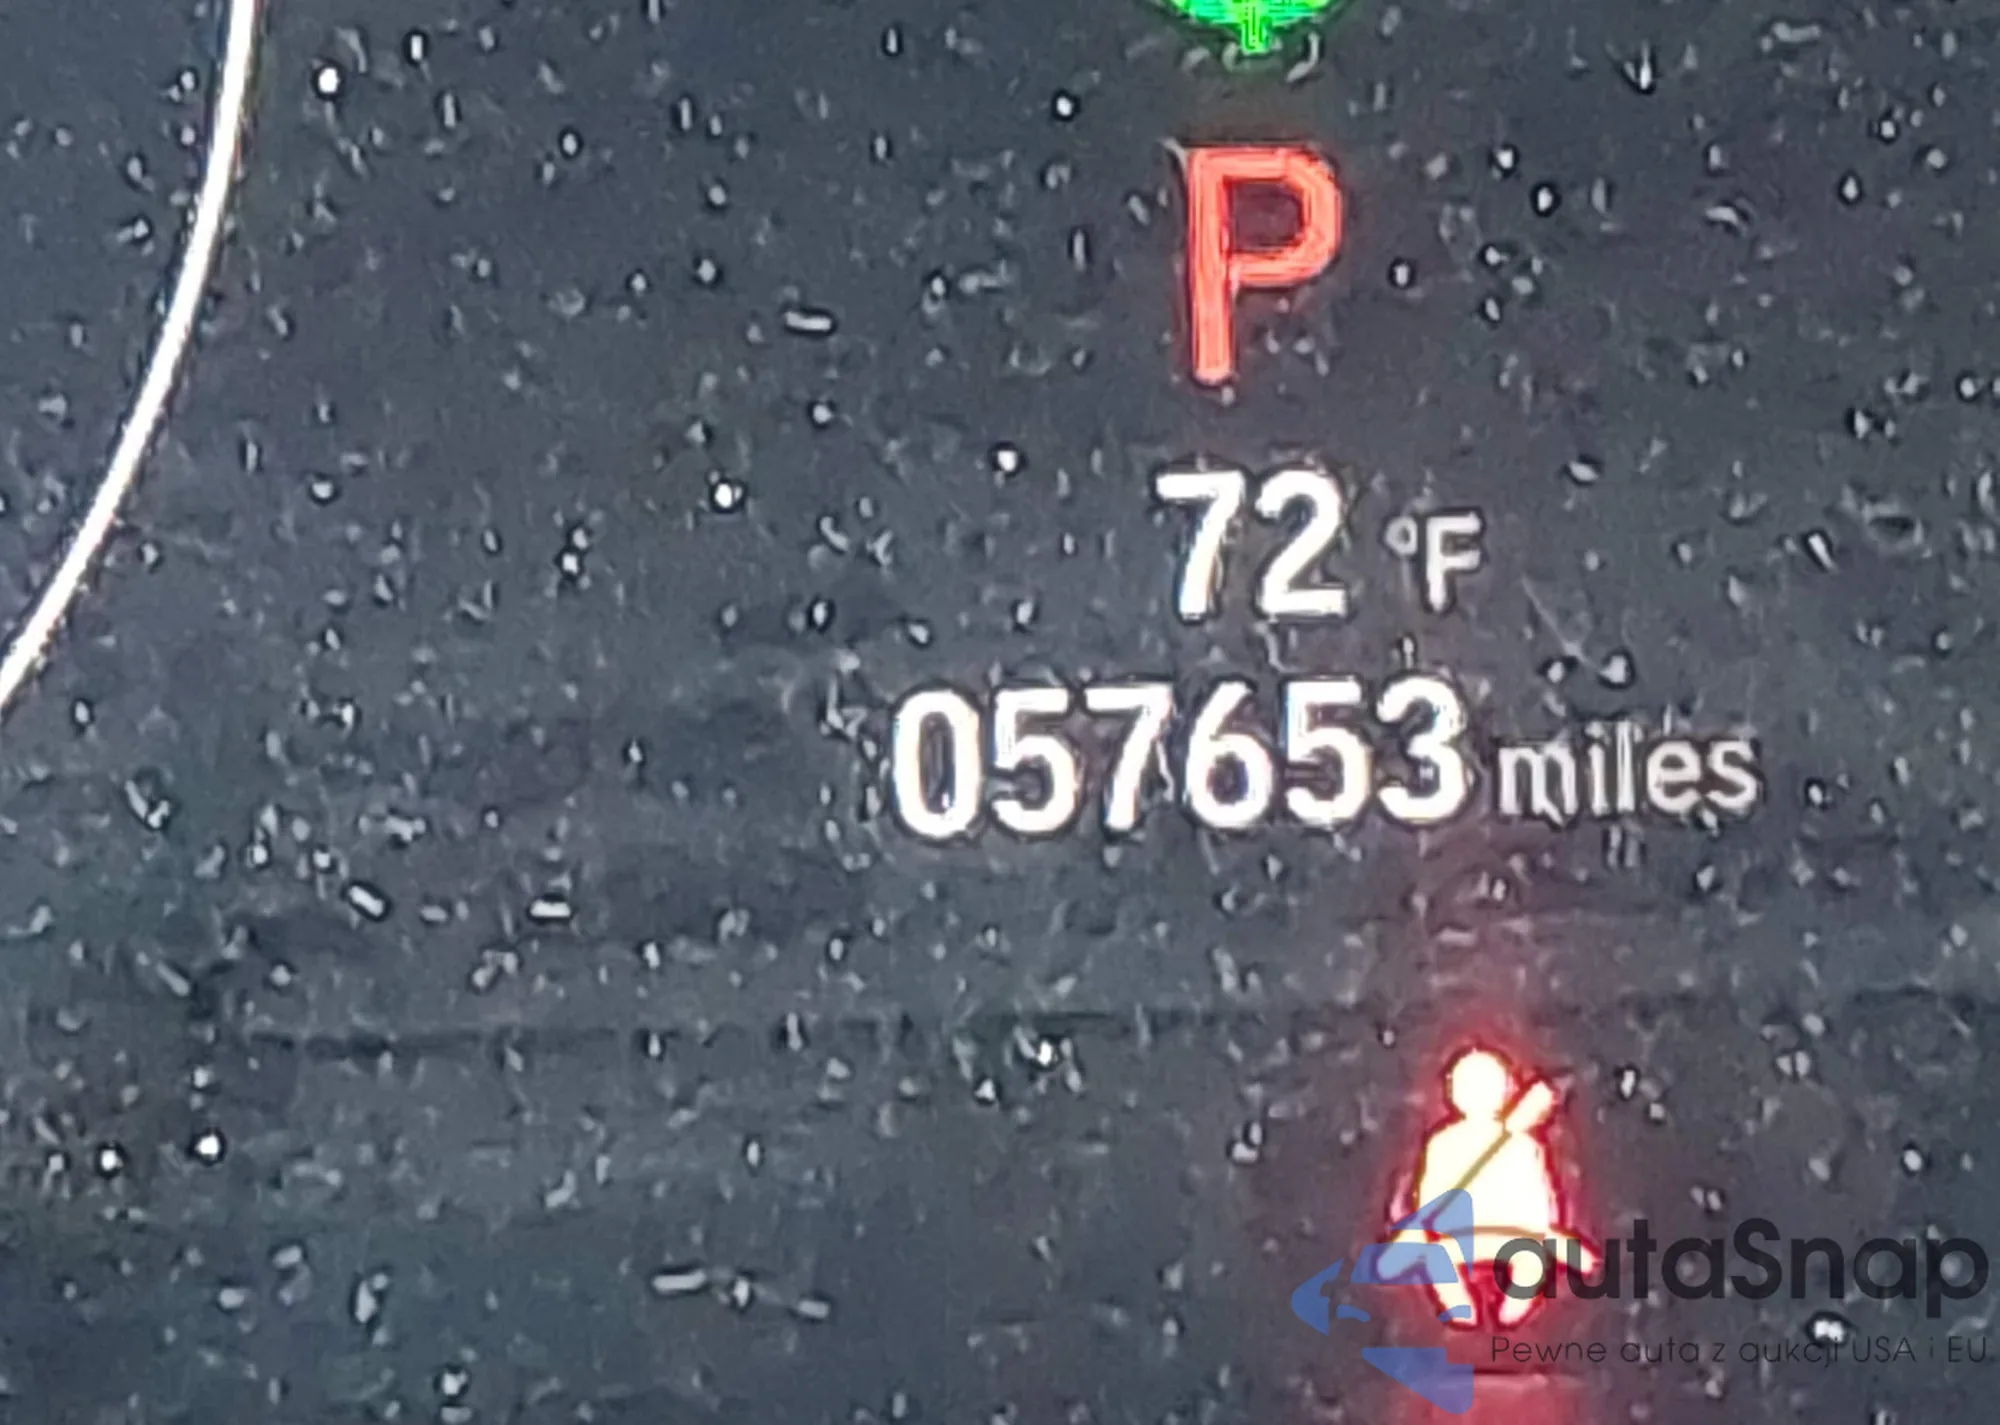 P
72 °F
057653 miles
autaSnap
Pewne auta z aukcji USA i EU